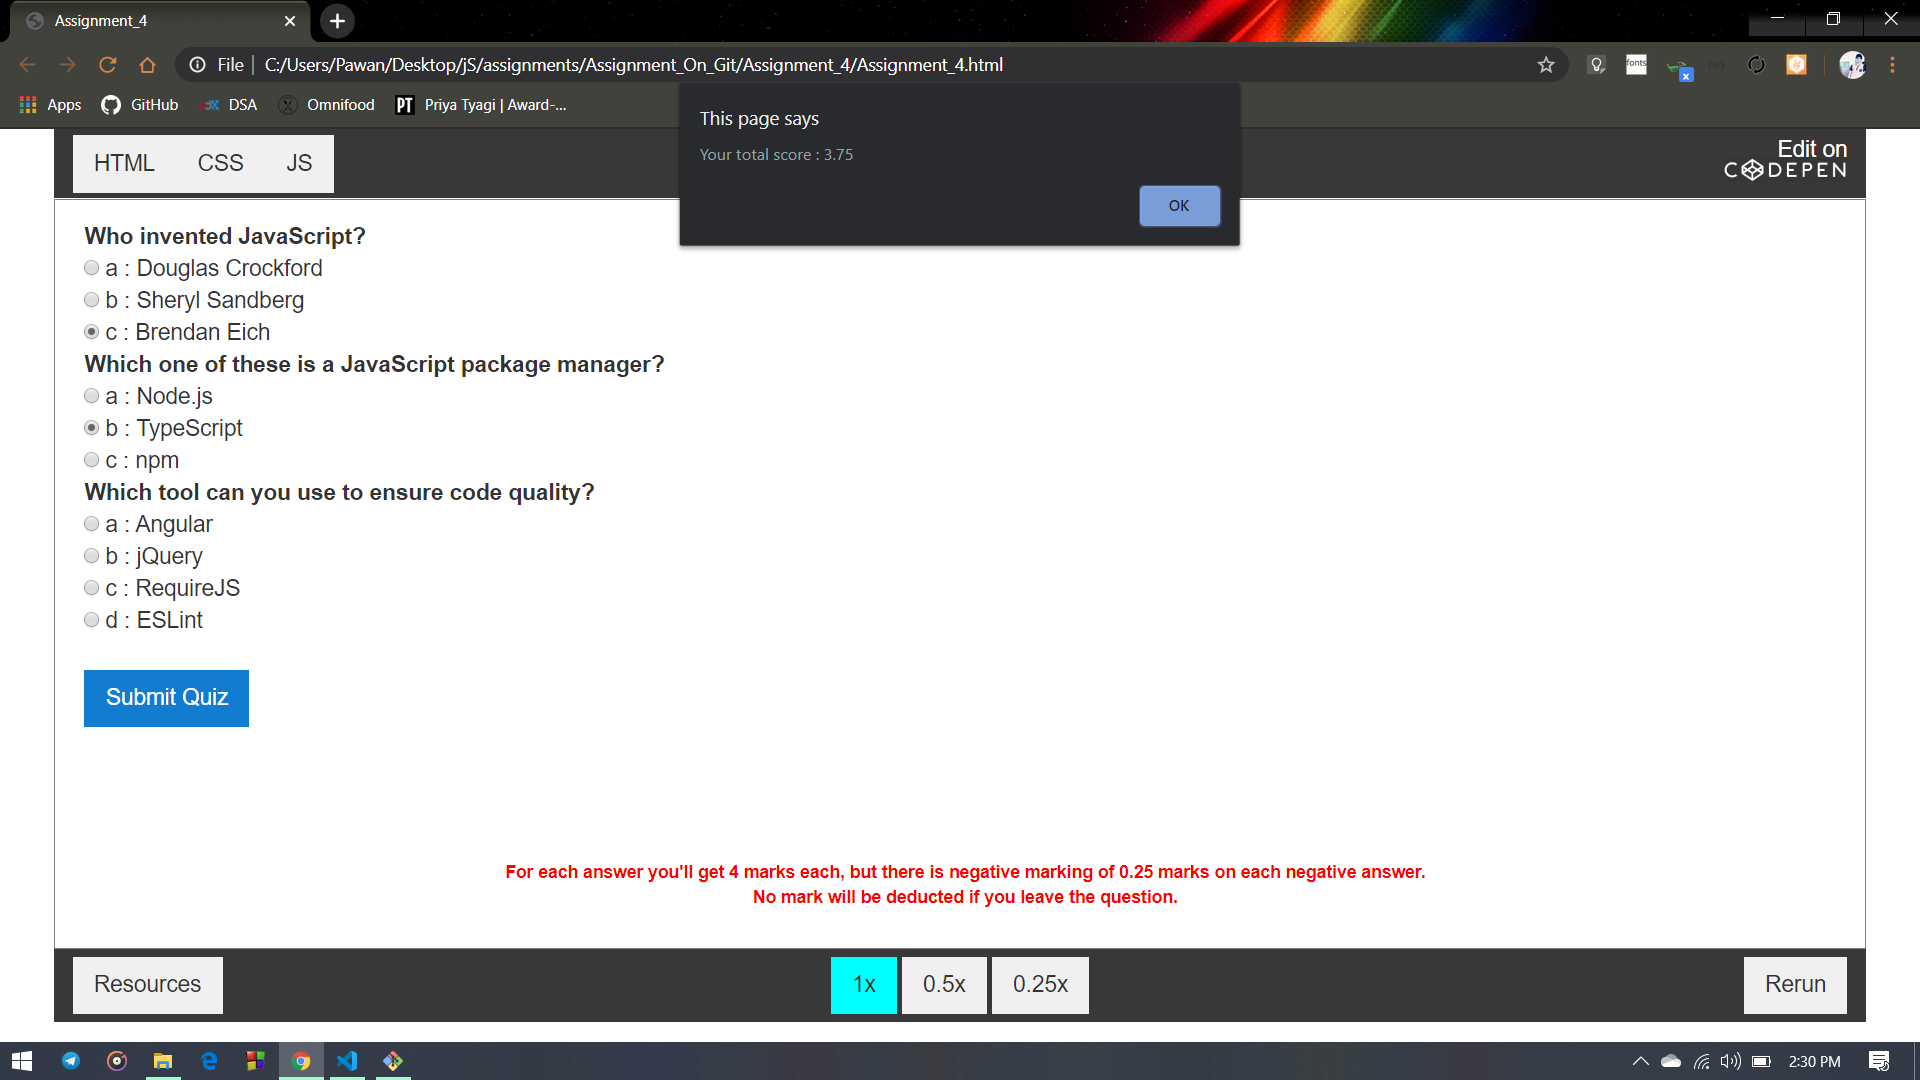 Assignment_4
File
C:/Users/Pawan/Desktop/jS/assignments/Assignment_On_Git/Assignment_4/Assignment_4.html
fonts
x
Apps
GitHub
DSA
Omnifood
PT
Priya Tyagi | Award-...
This page says
Your total score : 3.75
OK
HTML
CSS
JS
Edit on
CODEPEN
Who invented JavaScript?
a : Douglas Crockford
b : Sheryl Sandberg
c : Brendan Eich
Which one of these is a JavaScript package manager?
a : Node.js
b : TypeScript
c : npm
Which tool can you use to ensure code quality?
a : Angular
b : jQuery
c : RequireJS
d : ESLint
Submit Quiz
For each answer you'll get 4 marks each, but there is negative marking of 0.25 marks on each negative answer.
No mark will be deducted if you leave the question.
Resources
1x
0.5x
0.25x
Rerun
2:30 PM